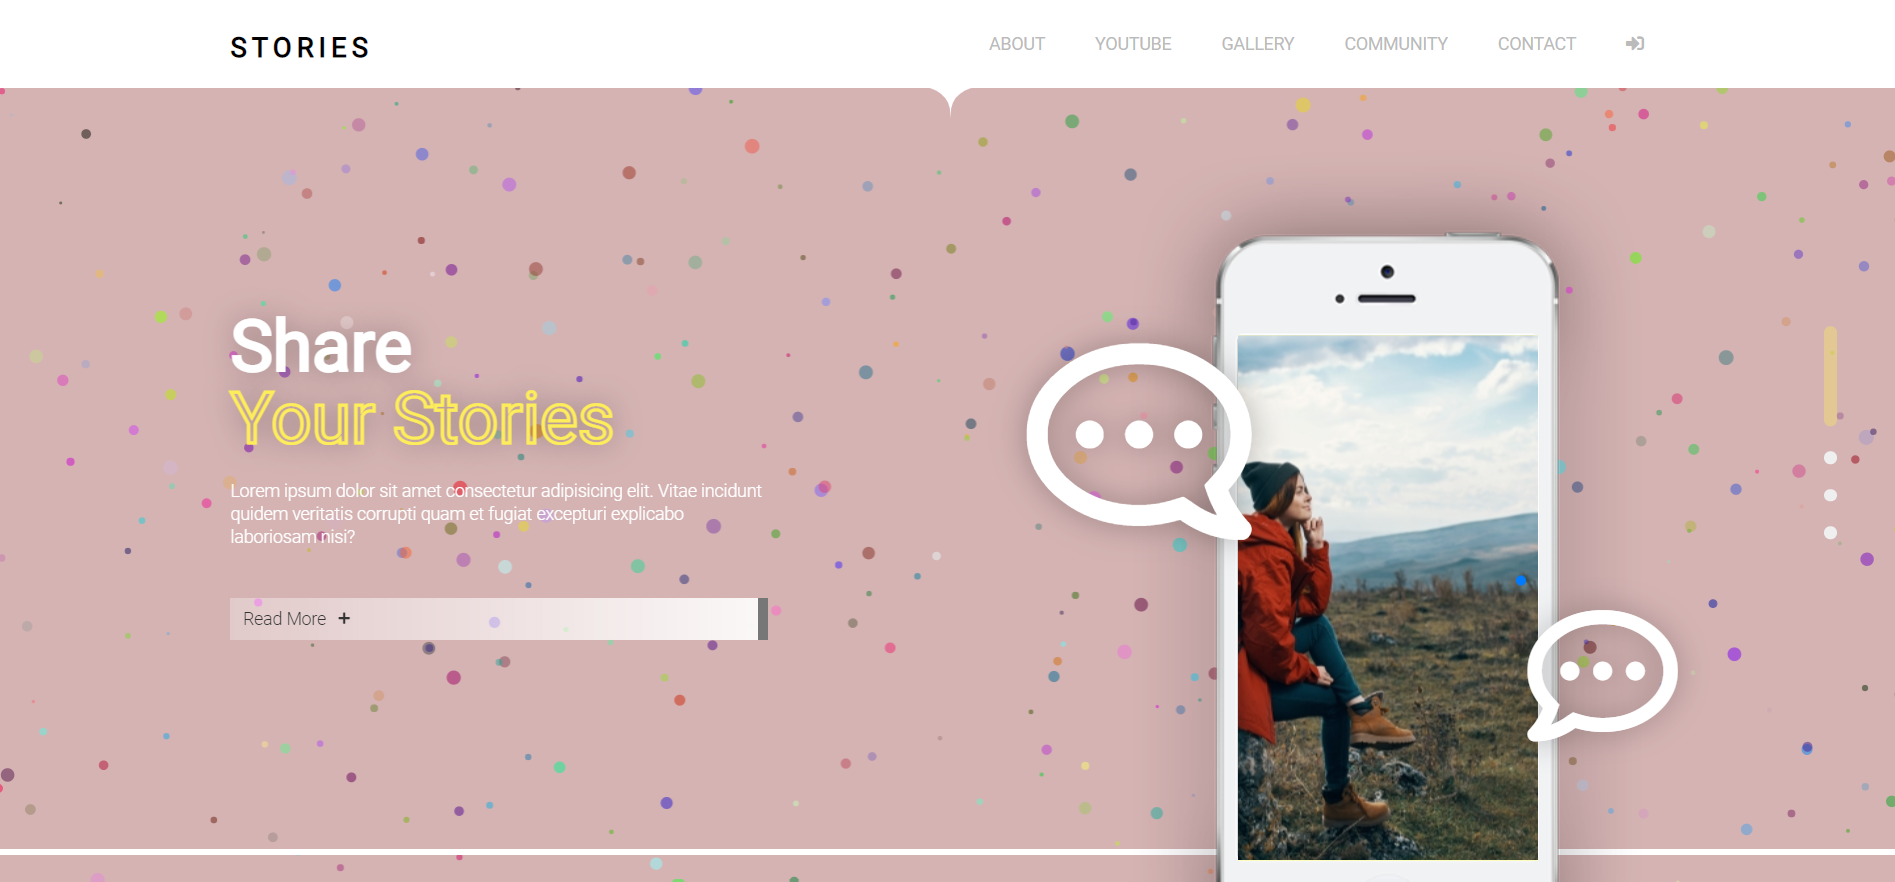 STORIES
ABOUT YOUTUBE GALLERY COMMUNITY CONTACT
Share
Your Stories
Lorem ipsum dolor sit amet consectetur adipisicing elit. Vitae incidunt
quidem veritatis corrupti quam et fugiat excepturi explicabo
laboriosam nisi?
Read More +